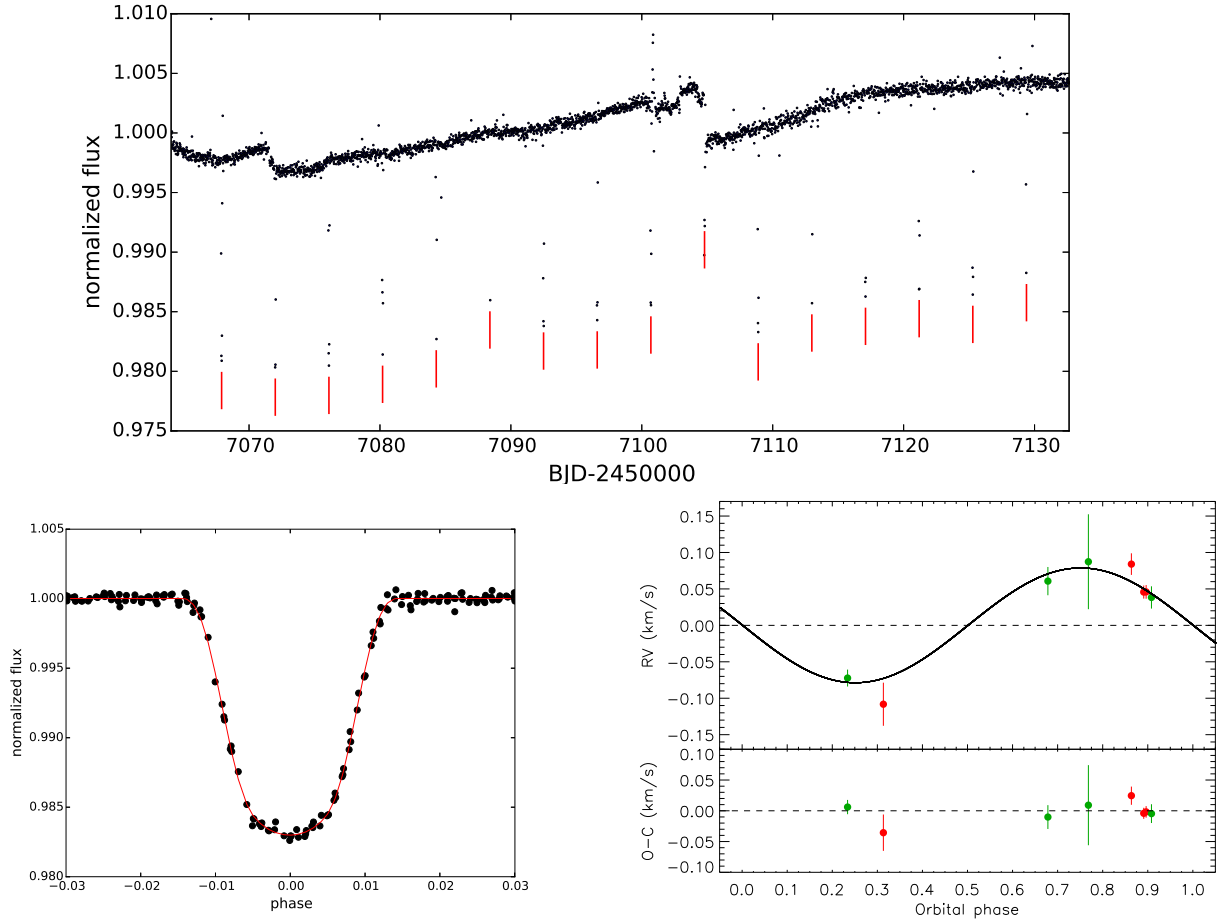 1.010
1.005
1.000
0.995
0.990
0.985
0.980
0.975
normalized flux
7070 7080 7090 7100 7110 7120 7130
BJD-2450000
1.005
1.000
0.995
0.990
0.985
0.980
normalized flux
−0.03 −0.02 −0.01 0.00 0.01 0.02 0.03
phase
0.15
0.10
0.05
0.00
−0.05
−0.10
−0.15
RV (km/s)
0.10
0.05
0.00
−0.05
−0.10
O−C (km/s)
0.0 0.1 0.2 0.3 0.4 0.5 0.6 0.7 0.8 0.9 1.0
Orbital phase